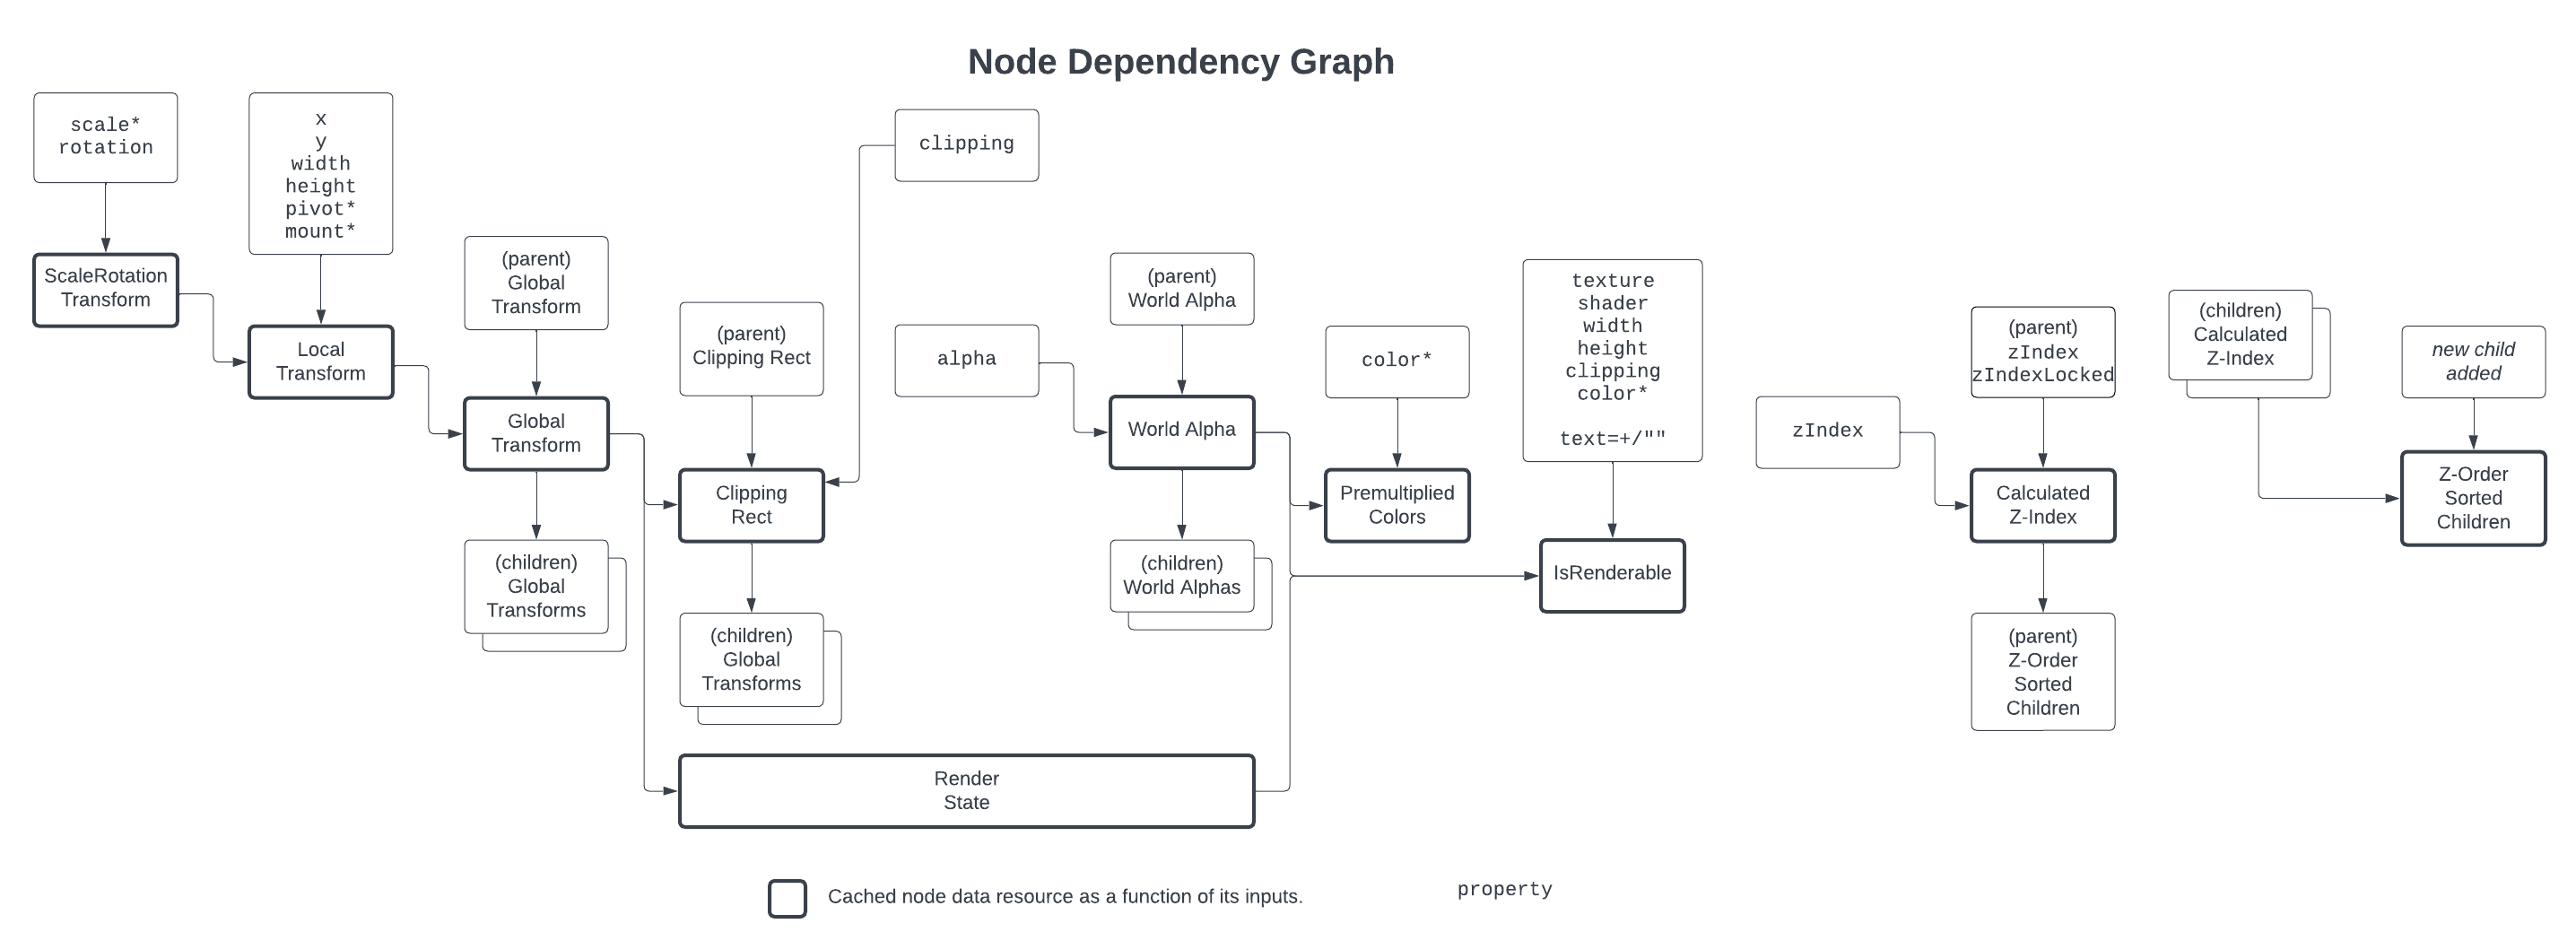 Node Dependency Graph
scale*
rotation
x
y
width
height
pivot*
mount*
clipping
ScaleRotation
Transform
Local
Transform
(parent)
Global
Transform
Global
Transform
(children)
Global
Transforms
(parent)
Clipping Rect
Clipping
Rect
(children)
Global
Transforms
alpha
(parent)
World Alpha
World Alpha
(children)
World Alphas
color*
Premultiplied
Colors
texture
shader
width
height
clipping
color*
text=+/""
IsRenderable
Render
State
zIndex
(parent)
zIndex
zIndexLocked
Calculated
Z-Index
(parent)
Z-Order
Sorted
Children
(children)
Calculated
Z-Index
new child
added
Z-Order
Sorted
Children
Cached node data resource as a function of its inputs.
property